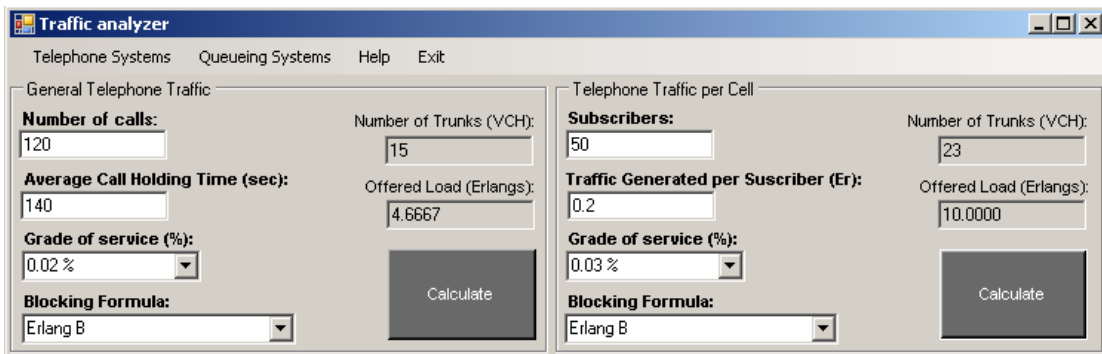 Traffic analyzer
Telephone Systems Queueing Systems Help Exit
General Telephone Traffic
Number of calls:
120
Number of Trunks (VCH):
15
Average Call Holding Time (sec):
140
Offered Load (Erlangs):
4.6667
Grade of service (%):
0.02 %
Blocking Formula:
Erlang B
Calculate
Telephone Traffic per Cell
Subscribers:
50
Number of Trunks (VCH):
23
Traffic Generated per Suscriber (Er):
0.2
Offered Load (Erlangs):
10.0000
Grade of service (%):
0.03 %
Blocking Formula:
Erlang B
Calculate